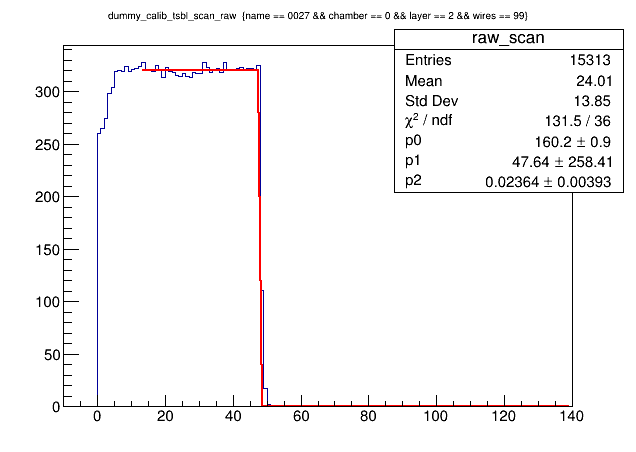 dummy_calib_tsbl_scan_raw {name == 0027 && chamber == 0 && layer == 2 && wires == 99}
raw_scan
Entries 15313
Mean 24.01
Std Dev 13.85
χ² / ndf 131.5 / 36
p0 160.2 ± 0.9
p1 47.64 ± 258.41
p2 0.02364 ± 0.00393
300
250
200
150
100
50
0
0 20 40 60 80 100 120 140